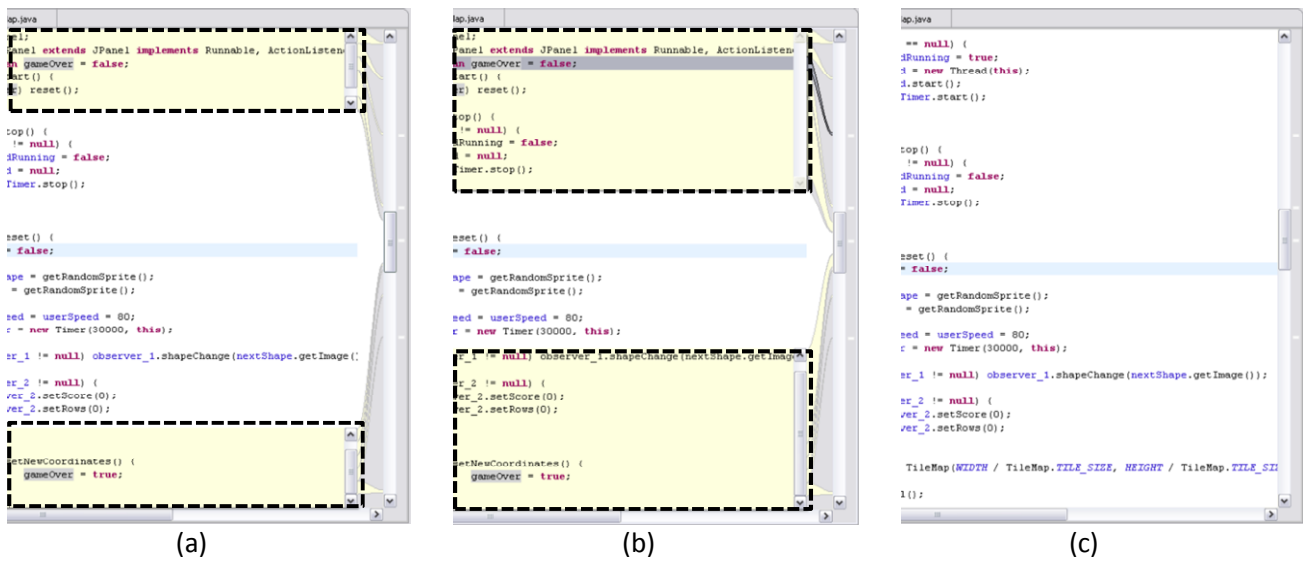 ap.java
nel;
Panel extends JPanel implements Runnable, ActionListen
an gameOver = false;
tart() {
er) reset();
top() {
!= null) {
dRunning = false;
d = null;
Timer.stop();
eset() {
= false;
ape = getRandomSprite();
= getRandomSprite();
eed = userSpeed = 80;
r = new Timer(30000, this);
er_1 != null) observer_1.shapeChange(nextShape.getImage()
er_2 != null) {
ver_2.setScore(0);
ver_2.setRows(0);
etNewCoordinates() {
gameOver = true;
(a)
Map.java
nel;
Panel extends JPanel implements Runnable, ActionListen
an gameOver = false;
tart() {
er) reset();
top() {
!= null) {
dRunning = false;
d = null;
Timer.stop();
eset() {
= false;
ape = getRandomSprite();
= getRandomSprite();
eed = userSpeed = 80;
r = new Timer(30000, this);
r_1 != null) observer_1.shapeChange(nextShape.getImage
r_2 != null) {
ver_2.setScore(0);
ver_2.setRows(0);
etNewCoordinates() {
gameOver = true;
(b)
ap.java
== null) {
dRunning = true;
d = new Thread(this);
d.start();
Timer.start();
top() {
!= null) {
dRunning = false;
d = null;
Timer.stop();
eset() {
= false;
ape = getRandomSprite();
= getRandomSprite();
eed = userSpeed = 80;
r = new Timer(30000, this);
er_1 != null) observer_1.shapeChange(nextShape.getImage());
er_2 != null) {
ver_2.setScore(0);
ver_2.setRows(0);
TileMap(WIDTH / TileMap.TILE_SIZE, HEIGHT / TileMap.TILE_SIZ
l();
(c)